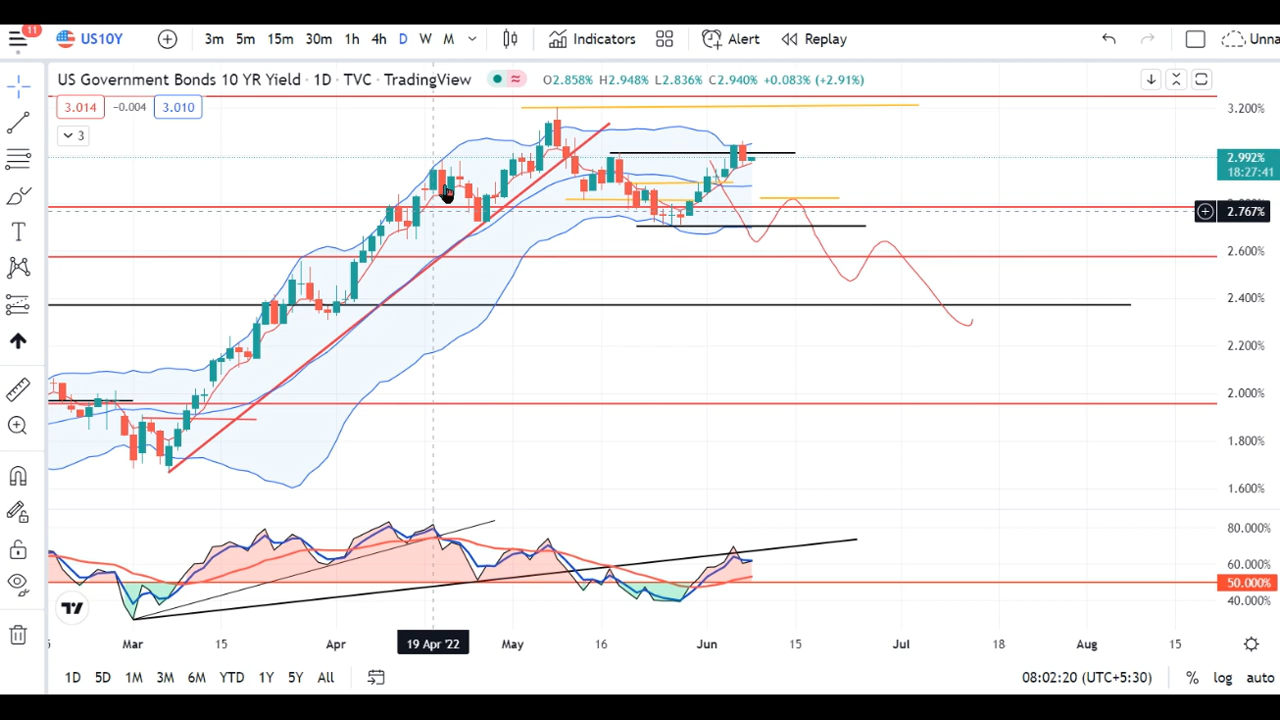 11
US10Y
3m 5m 15m 30m 1h 4h D W M
Indicators
Alert
Replay
Unna
US Government Bonds 10 YR Yield · 1D · TVC · TradingView
O2.858% H2.948% L2.836% C2.940% +0.083% (+2.91%)
3.014 −0.004 3.010
3
3.200%
2.992%
18:27:41
2.767%
2.600%
2.400%
2.200%
2.000%
1.800%
1.600%
80.000%
60.000%
50.000%
40.000%
Mar 15 Apr 19 Apr '22 May 16 Jun 15 Jul 18 Aug 15
1D 5D 1M 3M 6M YTD 1Y 5Y All
08:02:20 (UTC+5:30)
% log auto